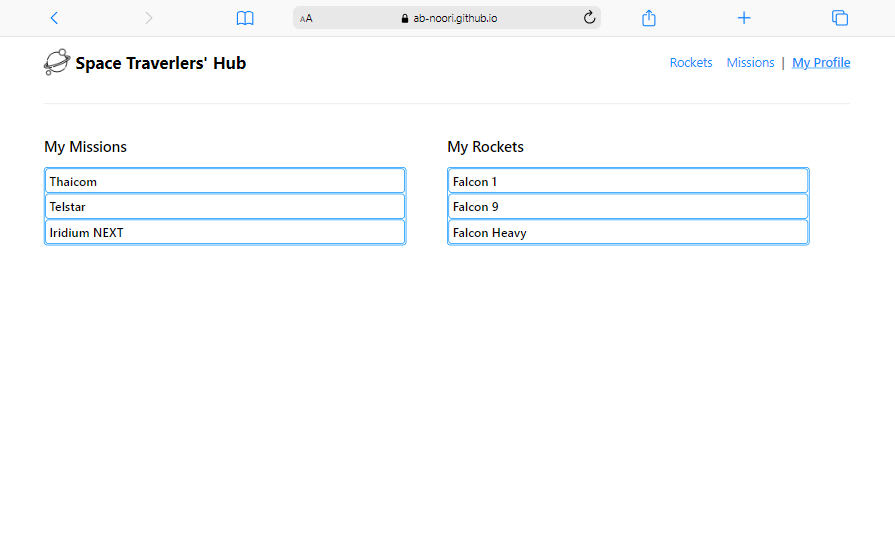 AA ab-noori.github.io
Space Traverlers' Hub
Rockets Missions | My Profile
My Missions
Thaicom
Telstar
Iridium NEXT
My Rockets
Falcon 1
Falcon 9
Falcon Heavy